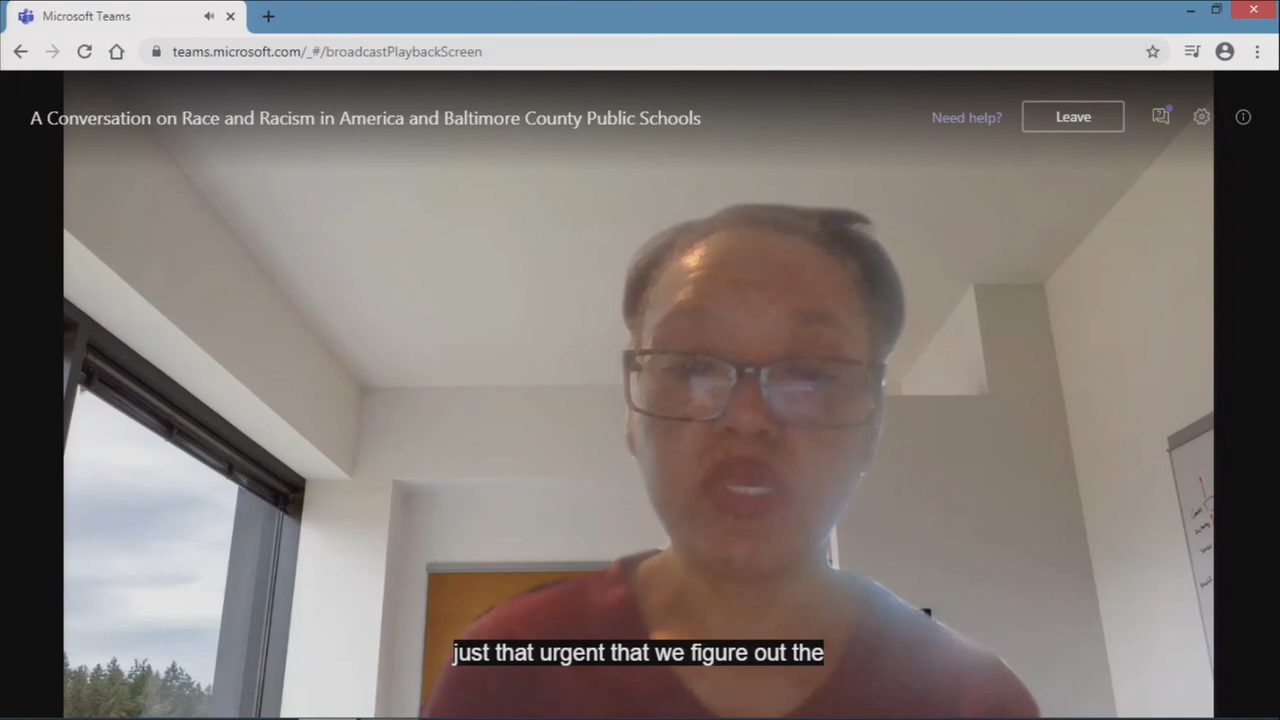 Microsoft Teams
teams.microsoft.com/_#/broadcastPlaybackScreen
A Conversation on Race and Racism in America and Baltimore County Public Schools
Need help?
Leave
just that urgent that we figure out the